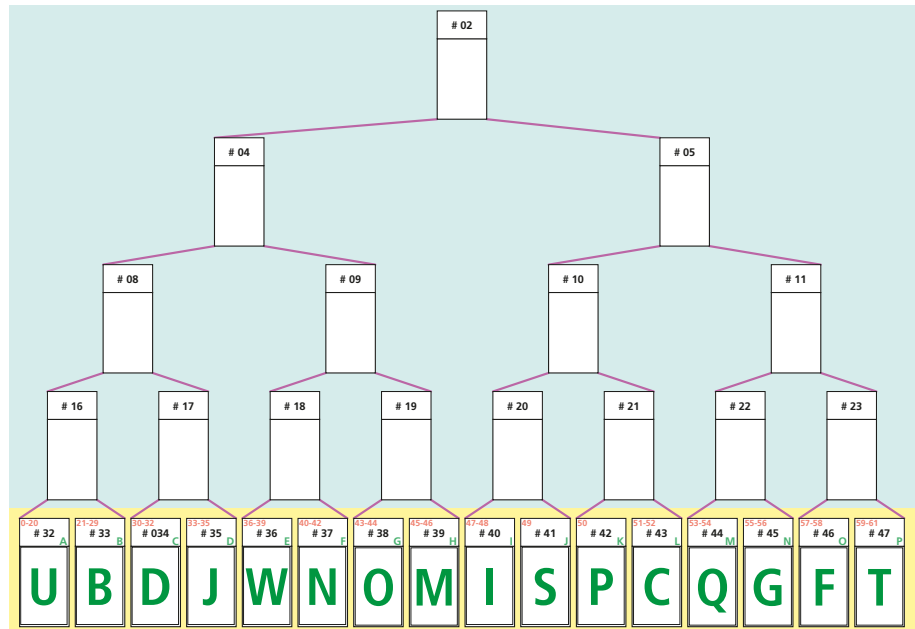 # 02
# 04 # 05
# 08 # 09 # 10 # 11
# 16 # 17 # 18 # 19 # 20 # 21 # 22 # 23
0-20 21-29 30-32 33-35 36-39 40-42 43-44 45-46 47-48 49 50 51-52 53-54 55-56 57-58 59-61
# 32 # 33 # 034 # 35 # 36 # 37 # 38 # 39 # 40 # 41 # 42 # 43 # 44 # 45 # 46 # 47
A B C D E F G H I J K L M N O P
U B D J W N O M I S P C Q G F T